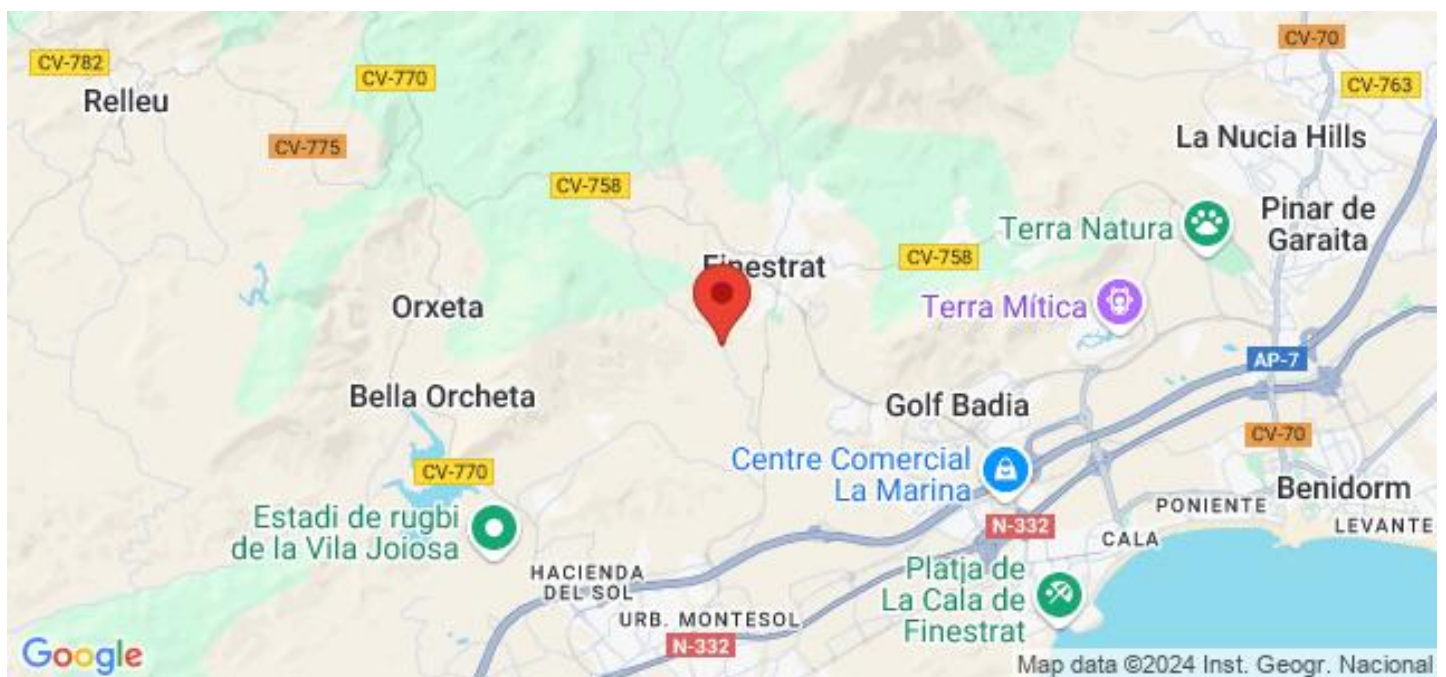 CV-70
CV-782
CV-770
CV-763
Relleu
La Nucia Hills
CV-775
CV-758
Pinar de
Garaita
Terra Natura
Finestrat
CV-758
Orxeta
Terra Mítica
AP-7
Bella Orcheta
Golf Badia
CV-70
Centre Comercial
La Marina
CV-770
Benidorm
PONIENTE
LEVANTE
Estadi de rugbi
de la Vila Joiosa
N-332
CALA
HACIENDA
DEL SOL
Platja de
La Cala de
Finestrat
URB. MONTESOL
N-332
Google
Map data ©2024 Inst. Geogr. Nacional